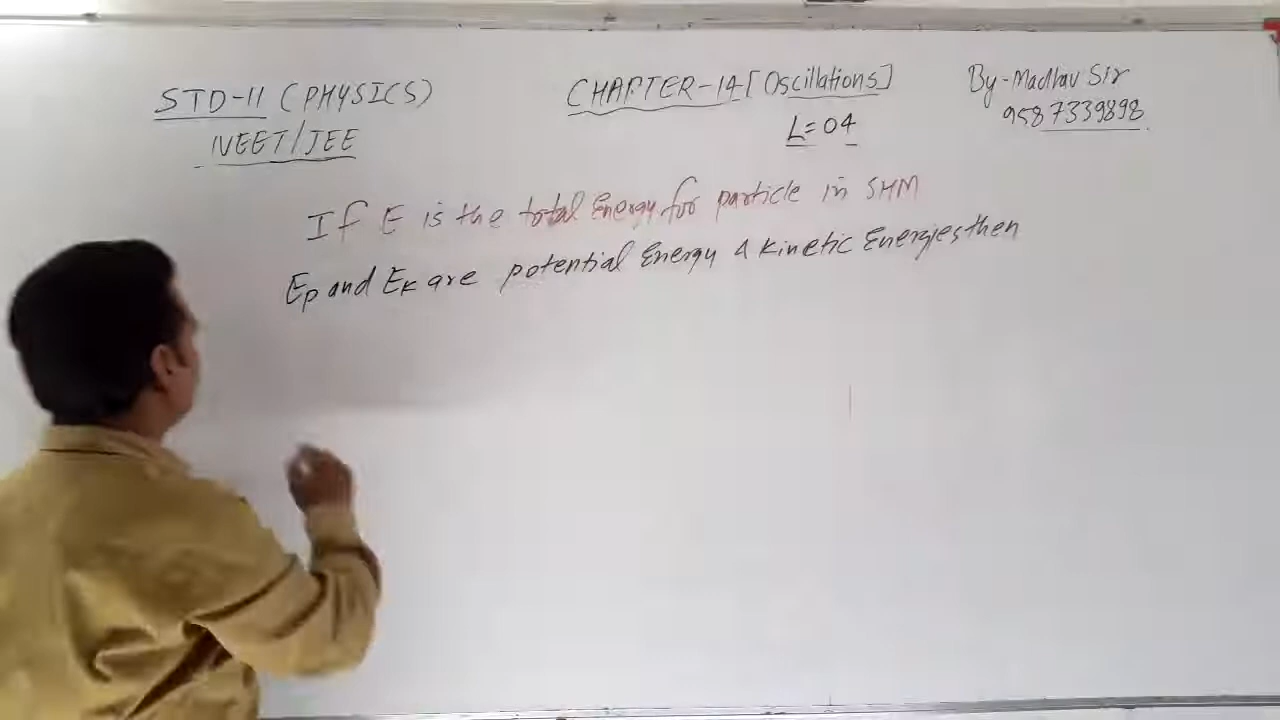 STD-11 (PHYSICS)
NEET/JEE
CHAPTER-14 [Oscillations]
L=04
By-Madhav Sir
9587339898
If E is the total Energy for particle in SHM
Ep and EK are potential Energy & kinetic Energies then